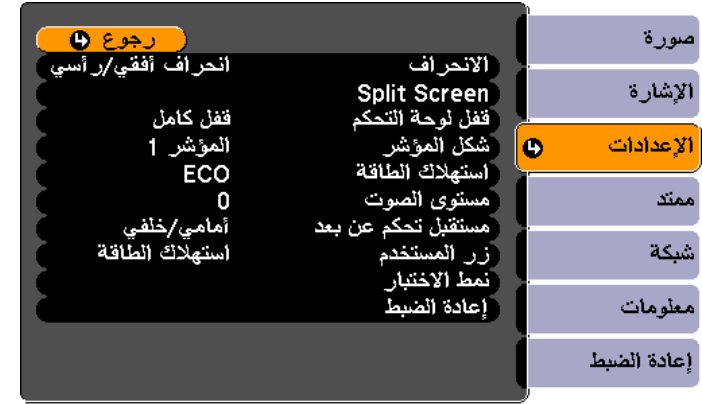 صورة
الإشارة
الإعدادات
ممتد
شبكة
معلومات
إعادة الضبط
رجوع
الانحراف انحراف أفقي/رأسي
Split Screen
قفل لوحة التحكم قفل كامل
شكل المؤشر المؤشر 1
استهلاك الطاقة ECO
مستوى الصوت 0
مستقبل تحكم عن بعد أمامي/خلفي
زر المستخدم استهلاك الطاقة
نمط الاختبار
إعادة الضبط